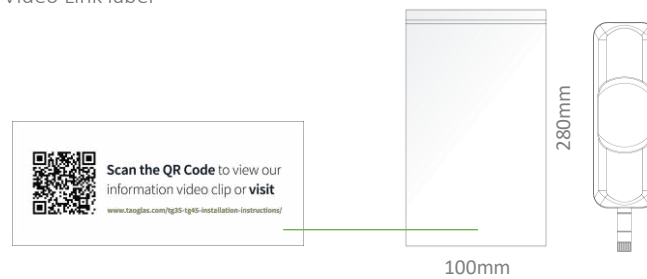 Video Link label
Scan the QR Code to view our
information video clip or visit
www.taoglas.com/tg35-tg45-installation-instructions/
280mm
100mm